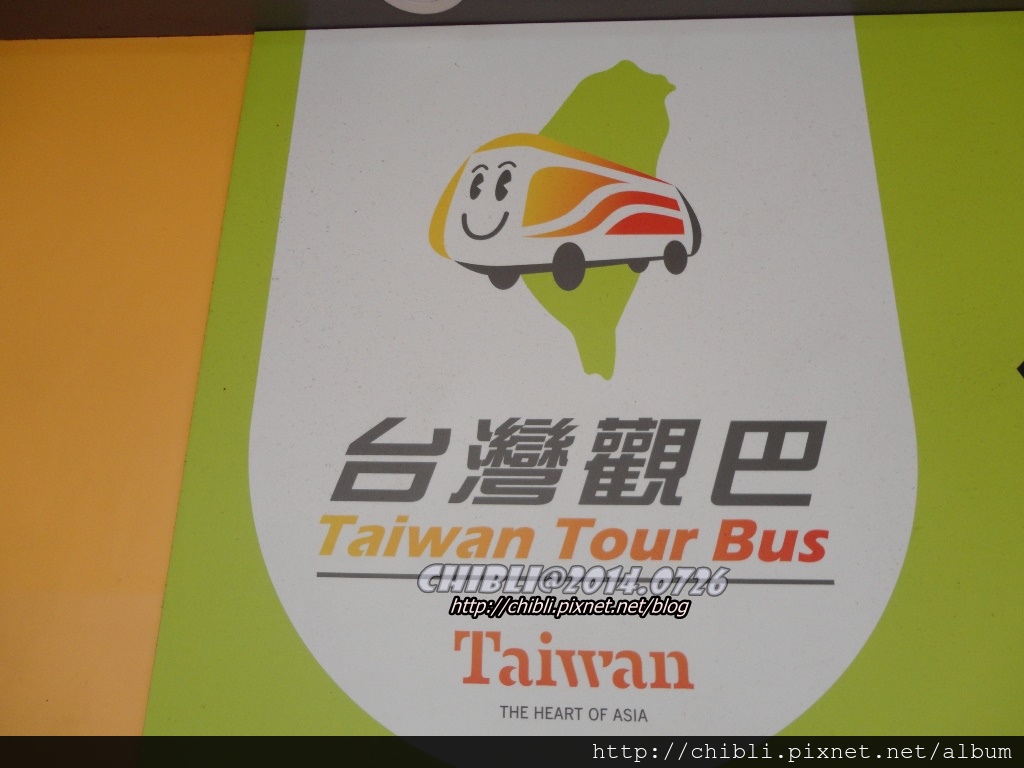 台灣觀巴
Taiwan Tour Bus
CHIBLI@2014.0726
http://chibli.pixnet.net/blog
Taiwan
THE HEART OF ASIA
http://chibli.pixnet.net/album